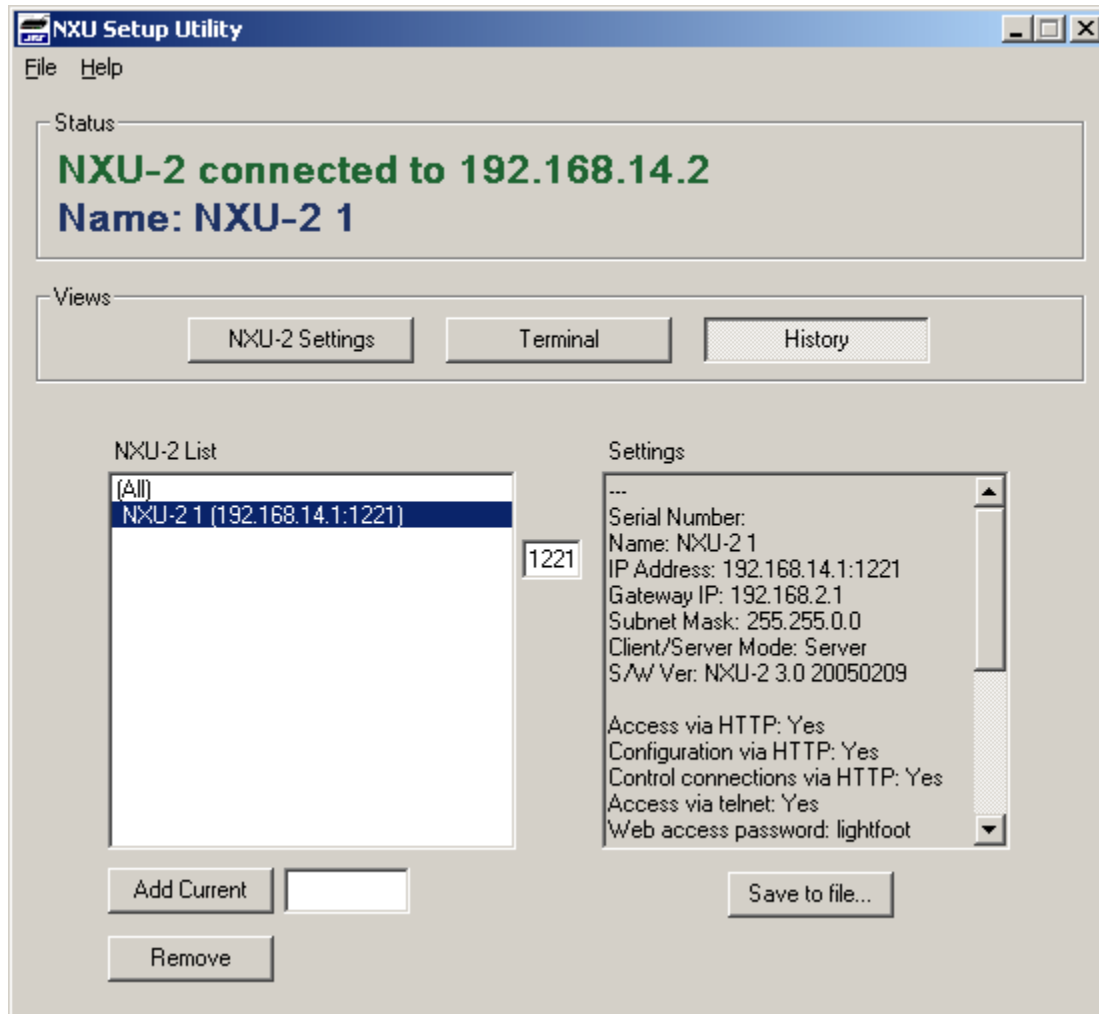 NXU Setup Utility
File Help
Status
NXU-2 connected to 192.168.14.2
Name: NXU-2 1
Views
NXU-2 Settings Terminal History
NXU-2 List
(All)
NXU-2 1 (192.168.14.1:1221)
1221
Settings
---
Serial Number:
Name: NXU-2 1
IP Address: 192.168.14.1:1221
Gateway IP: 192.168.2.1
Subnet Mask: 255.255.0.0
Client/Server Mode: Server
S/W Ver: NXU-2 3.0 20050209
Access via HTTP: Yes
Configuration via HTTP: Yes
Control connections via HTTP: Yes
Access via telnet: Yes
Web access password: lightfoot
Add Current
Save to file...
Remove